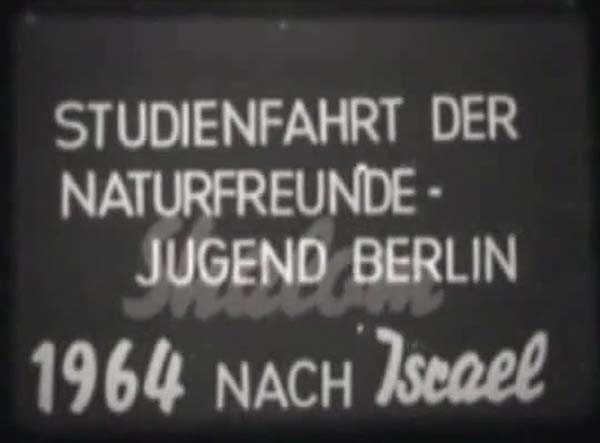 STUDIENFAHRT DER
NATURFREUNDE-
JUGEND BERLIN
Shalom
1964 NACH Israel